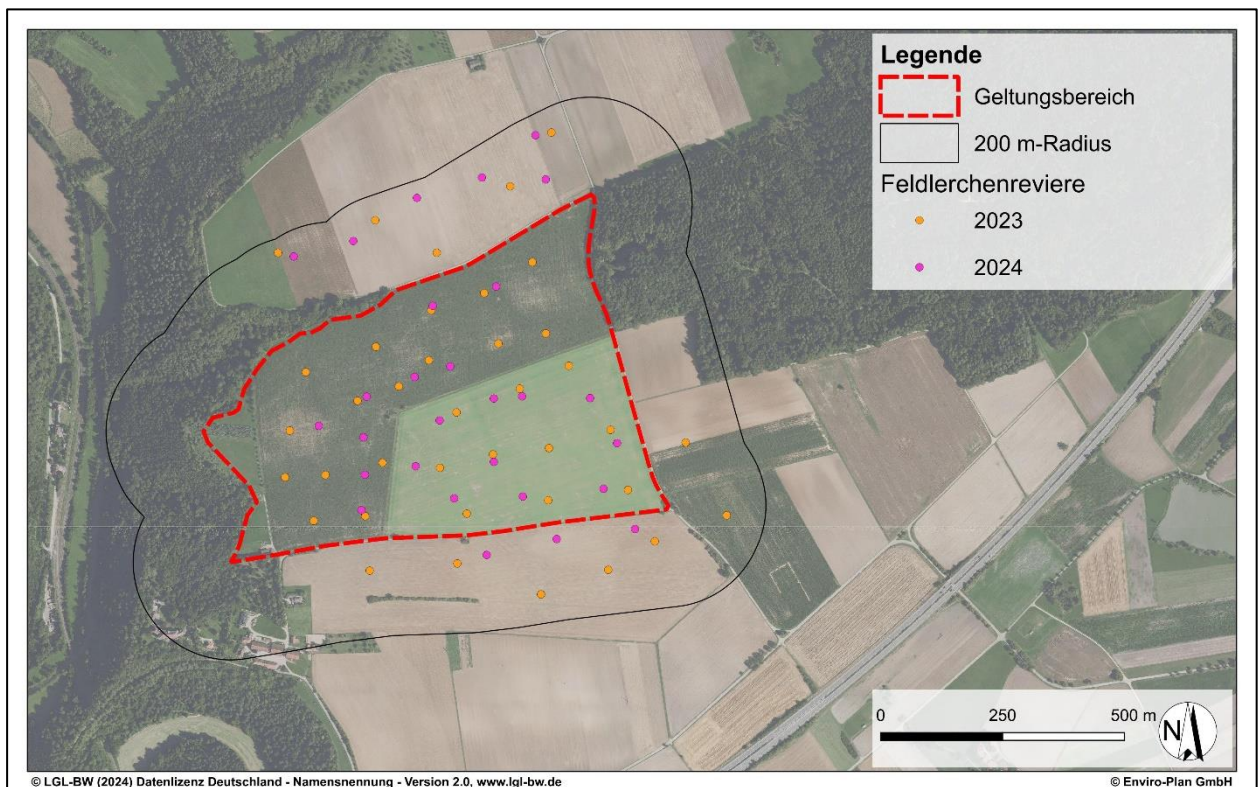 Legende
Geltungsbereich
200 m-Radius
Feldlerchenreviere
2023
2024
0 250 500 m
N
© LGL-BW (2024) Datenlizenz Deutschland - Namensnennung - Version 2.0, www.lgl-bw.de
© Enviro-Plan GmbH